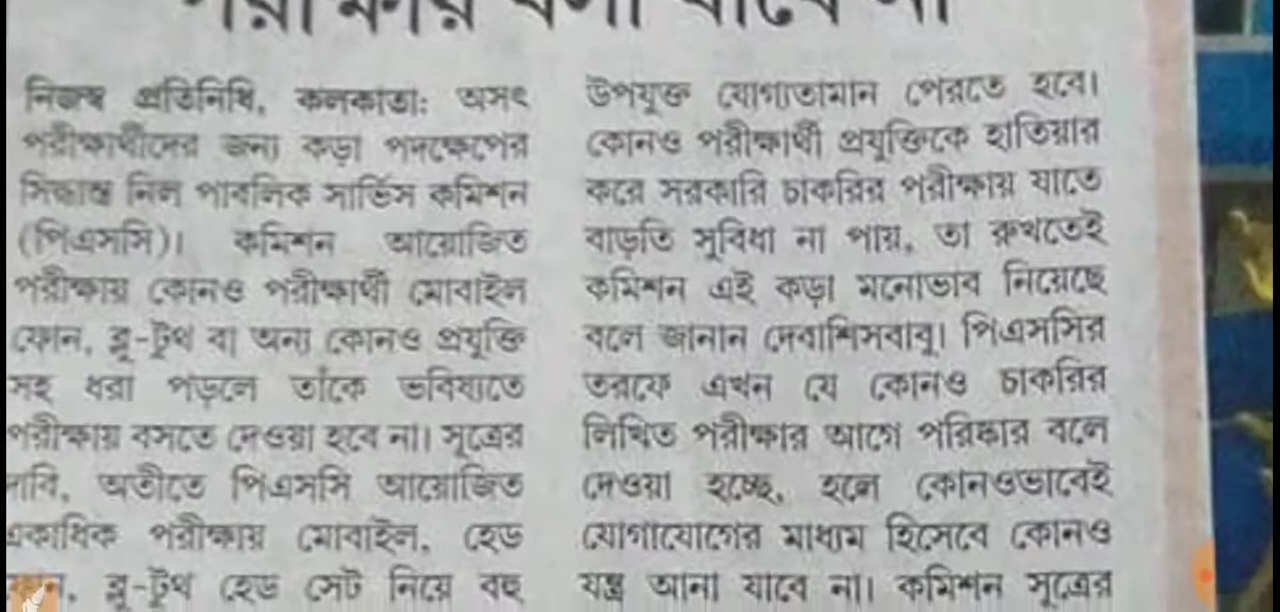 পরীক্ষায় বসা যাবে না
নিজস্ব প্রতিনিধি, কলকাতা: অসৎ
পরীক্ষার্থীদের জন্য কড়া পদক্ষেপের
সিদ্ধান্ত নিল পাবলিক সার্ভিস কমিশন
(পিএসসি)। কমিশন আয়োজিত
পরীক্ষায় কোনও পরীক্ষার্থী মোবাইল
ফোন, ব্লু-টুথ বা অন্য কোনও প্রযুক্তি
সহ ধরা পড়লে তাঁকে ভবিষ্যতে
পরীক্ষায় বসতে দেওয়া হবে না। সূত্রের
দাবি, অতীতে পিএসসি আয়োজিত
একাধিক পরীক্ষায় মোবাইল, হেড
ব্লু-টুথ হেড সেট নিয়ে বহু
উপযুক্ত যোগ্যতামান পেরতে হবে।
কোনও পরীক্ষার্থী প্রযুক্তিকে হাতিয়ার
করে সরকারি চাকরির পরীক্ষায় যাতে
বাড়তি সুবিধা না পায়, তা রুখতেই
কমিশন এই কড়া মনোভাব নিয়েছে
বলে জানান দেবাশিসবাবু। পিএসসির
তরফে এখন যে কোনও চাকরির
লিখিত পরীক্ষার আগে পরিষ্কার বলে
দেওয়া হচ্ছে, হলে কোনওভাবেই
যোগাযোগের মাধ্যম হিসেবে কোনও
যন্ত্র আনা যাবে না। কমিশন সূত্রের